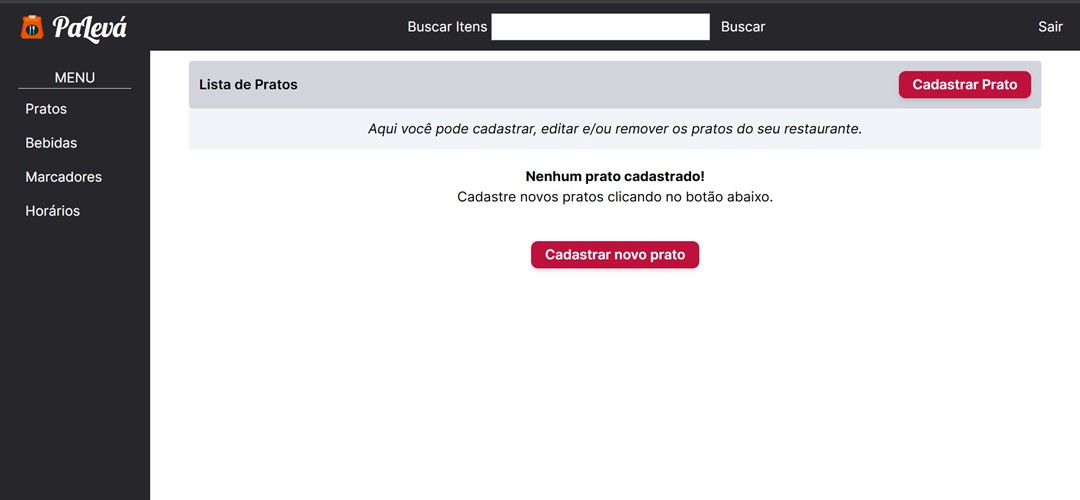 PaLevá
Buscar Itens
Buscar
Sair
MENU
Pratos
Bebidas
Marcadores
Horários
Lista de Pratos
Cadastrar Prato
Aqui você pode cadastrar, editar e/ou remover os pratos do seu restaurante.
Nenhum prato cadastrado!
Cadastre novos pratos clicando no botão abaixo.
Cadastrar novo prato